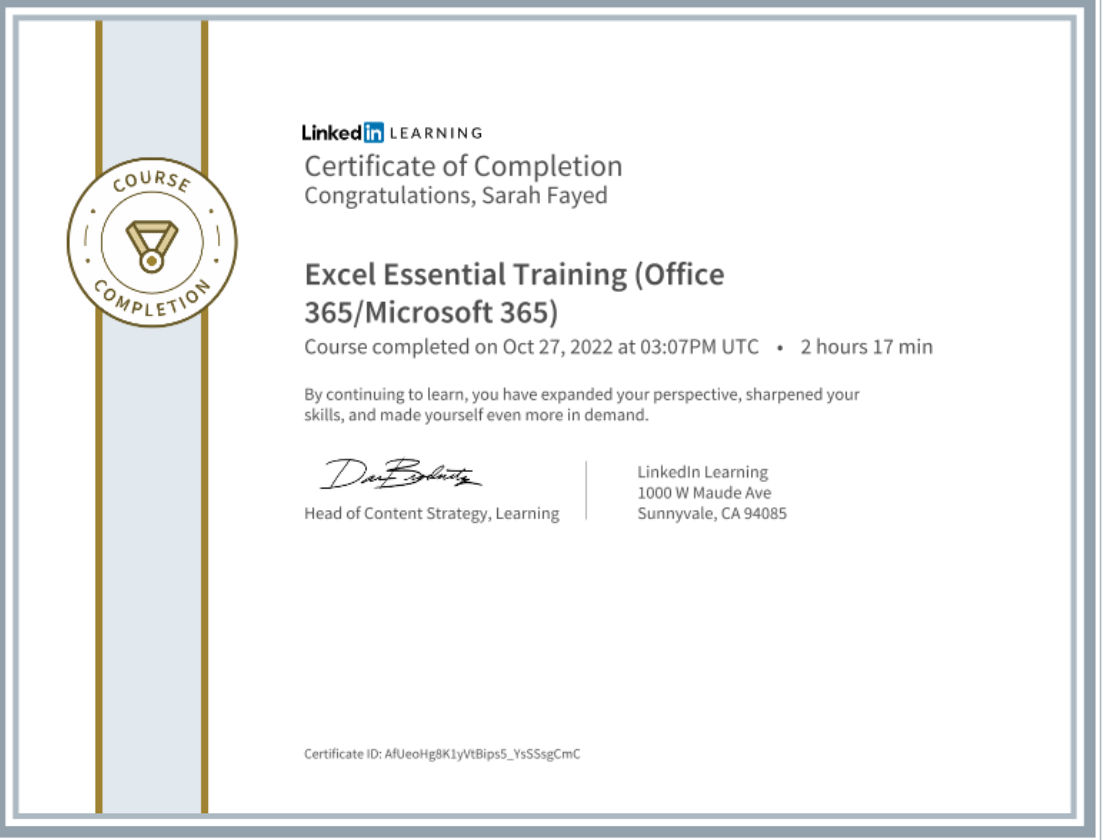 COURSE
COMPLETION
Linked in LEARNING
Certificate of Completion
Congratulations, Sarah Fayed
Excel Essential Training (Office
365/Microsoft 365)
Course completed on Oct 27, 2022 at 03:07PM UTC • 2 hours 17 min
By continuing to learn, you have expanded your perspective, sharpened your
skills, and made yourself even more in demand.
Head of Content Strategy, Learning
LinkedIn Learning
1000 W Maude Ave
Sunnyvale, CA 94085
Certificate ID: AfUeoHg8K1yVtBips5_YsSSsgCmC